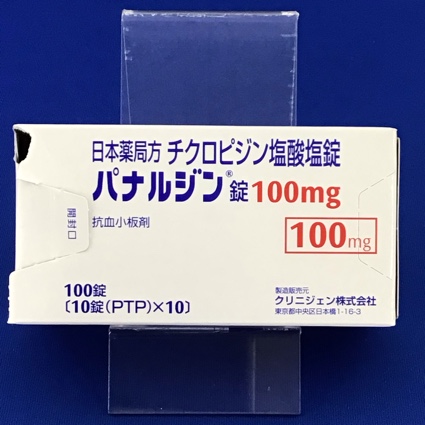 日本薬局方 チクロピジン塩酸塩錠
パナルジン®錠100mg
開封口
抗血小板剤
100mg
100錠
〔10錠(PTP)×10〕
製造販売元
クリニジェン株式会社
東京都中央区日本橋1-16-3